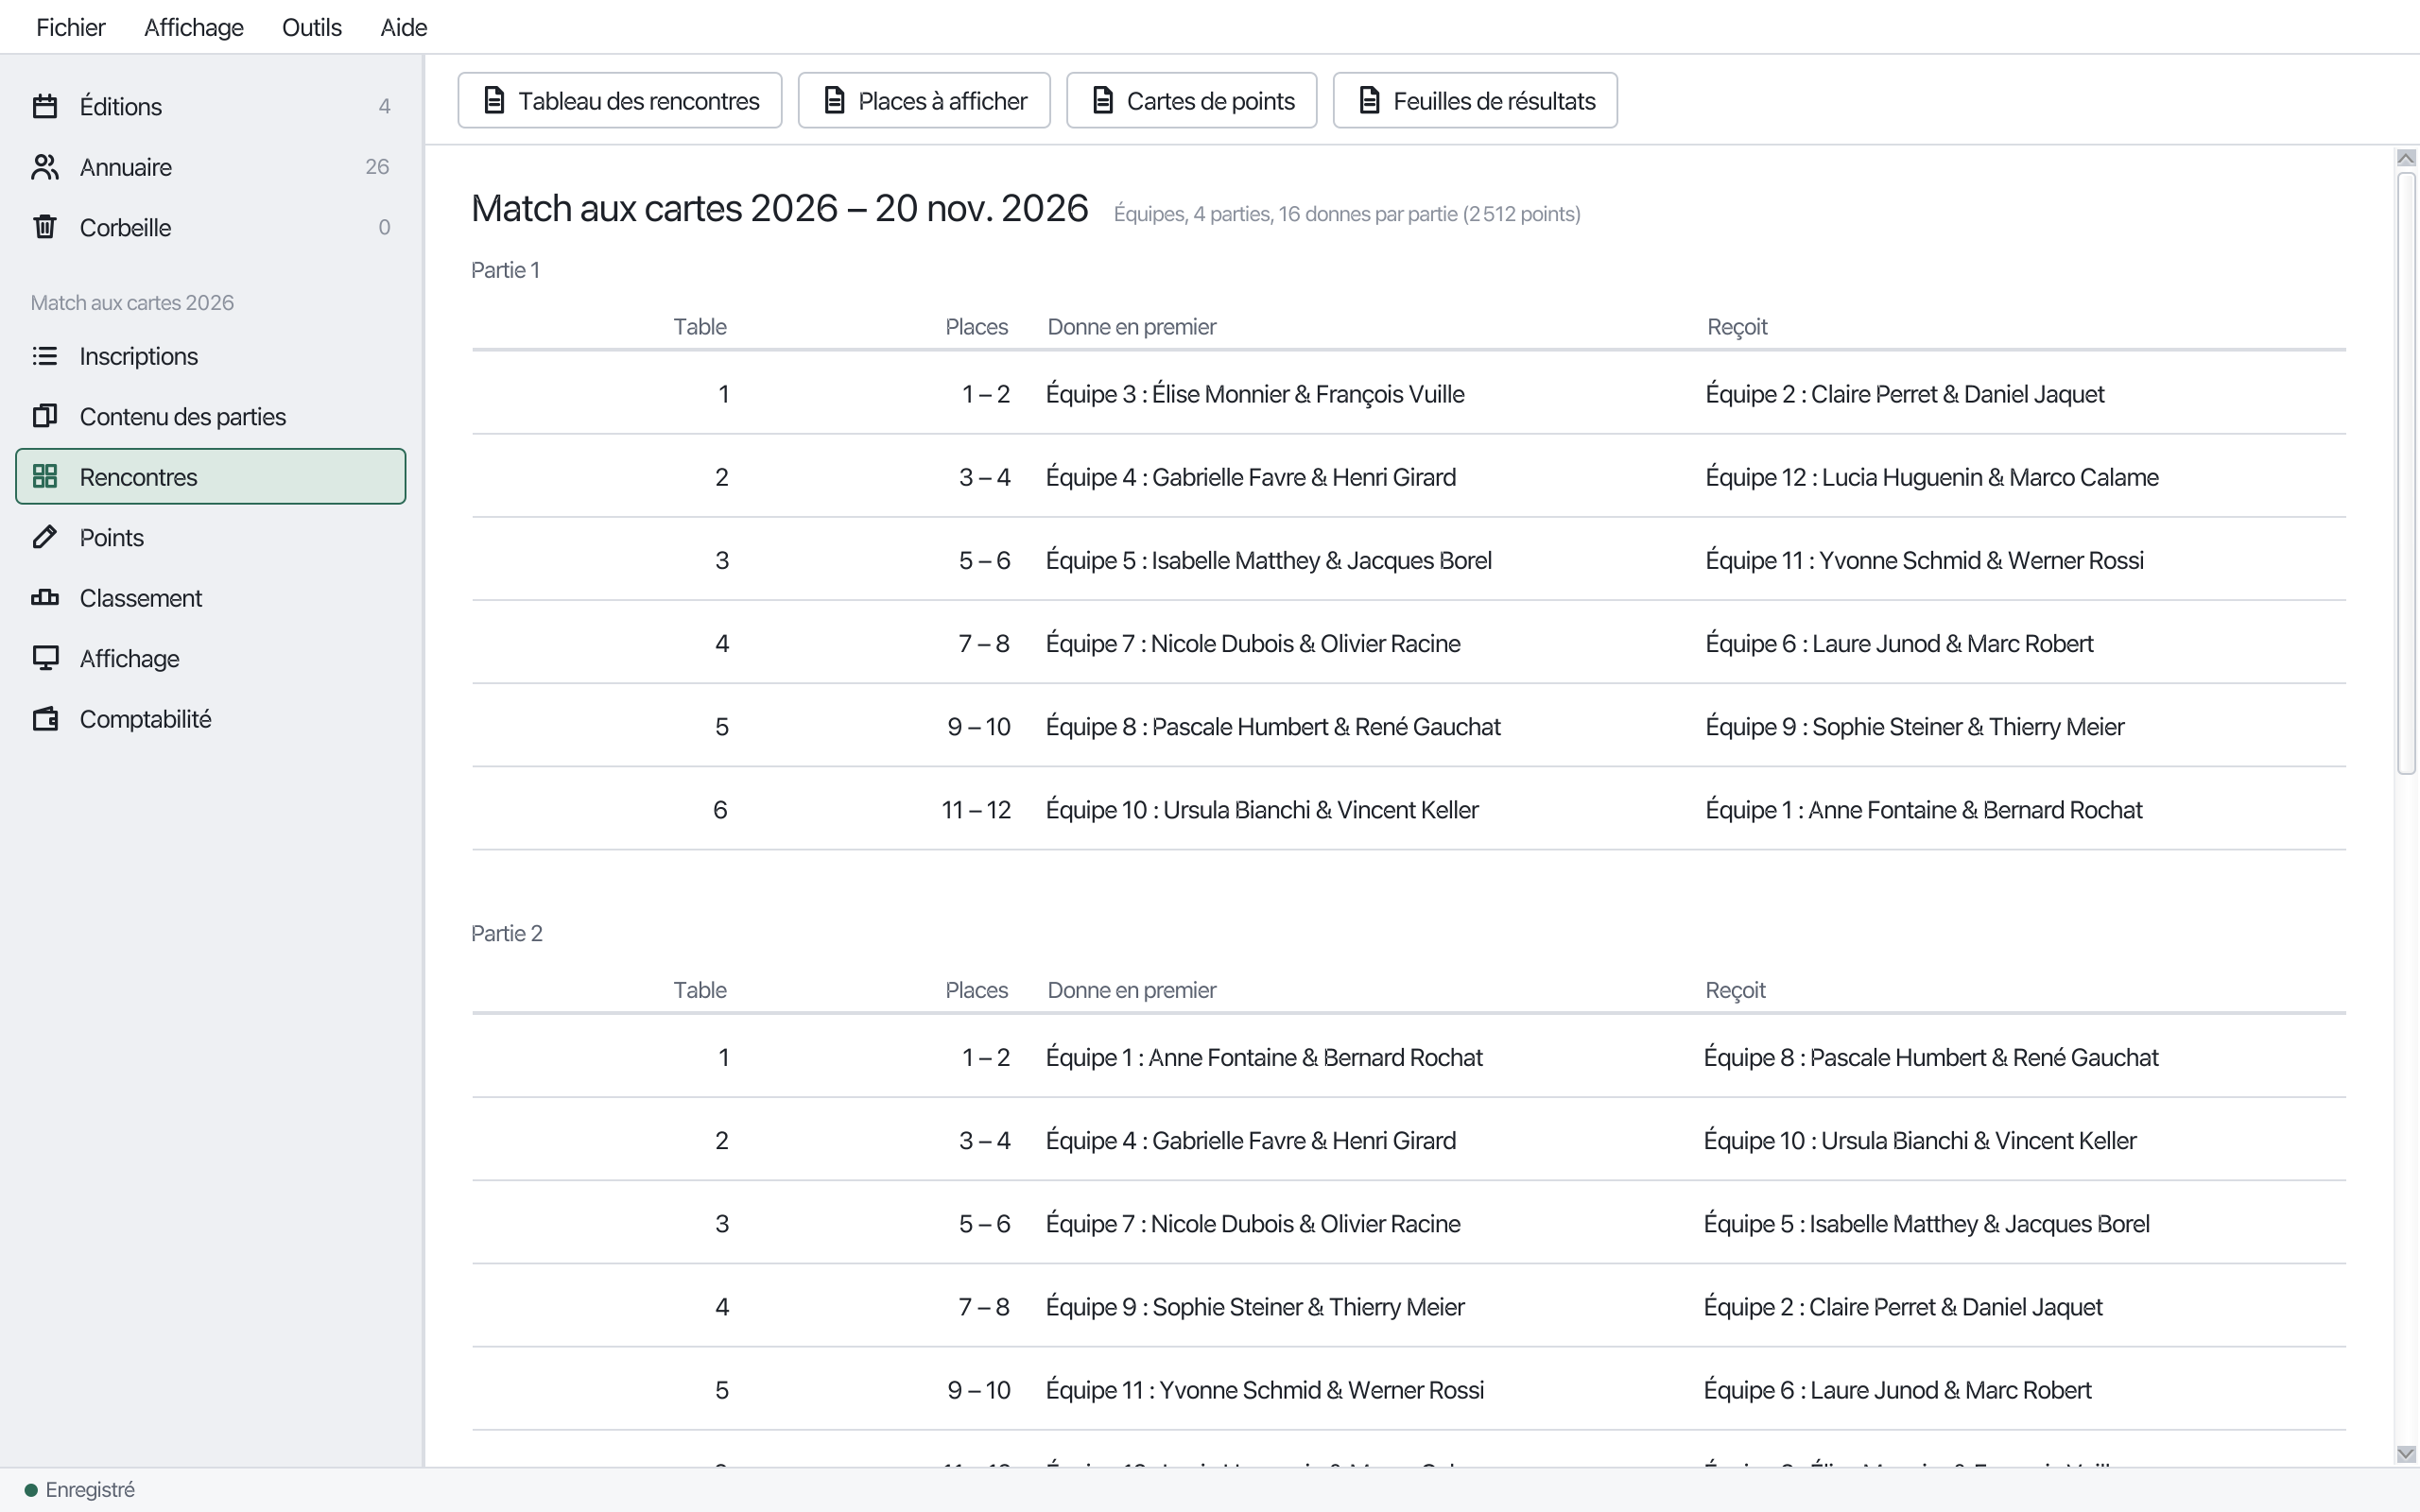 Fichier Affichage Outils Aide
Éditions 4
Annuaire 26
Corbeille 0
Match aux cartes 2026
Inscriptions
Contenu des parties
Rencontres
Points
Classement
Affichage
Comptabilité
Tableau des rencontres Places à afficher Cartes de points Feuilles de résultats
Match aux cartes 2026 – 20 nov. 2026 Équipes, 4 parties, 16 donnes par partie (2 512 points)
Partie 1
Table Places Donne en premier Reçoit
1 1 – 2 Équipe 3 : Élise Monnier & François Vuille Équipe 2 : Claire Perret & Daniel Jaquet
2 3 – 4 Équipe 4 : Gabrielle Favre & Henri Girard Équipe 12 : Lucia Huguenin & Marco Calame
3 5 – 6 Équipe 5 : Isabelle Matthey & Jacques Borel Équipe 11 : Yvonne Schmid & Werner Rossi
4 7 – 8 Équipe 7 : Nicole Dubois & Olivier Racine Équipe 6 : Laure Junod & Marc Robert
5 9 – 10 Équipe 8 : Pascale Humbert & René Gauchat Équipe 9 : Sophie Steiner & Thierry Meier
6 11 – 12 Équipe 10 : Ursula Bianchi & Vincent Keller Équipe 1 : Anne Fontaine & Bernard Rochat
Partie 2
Table Places Donne en premier Reçoit
1 1 – 2 Équipe 1 : Anne Fontaine & Bernard Rochat Équipe 8 : Pascale Humbert & René Gauchat
2 3 – 4 Équipe 4 : Gabrielle Favre & Henri Girard Équipe 10 : Ursula Bianchi & Vincent Keller
3 5 – 6 Équipe 7 : Nicole Dubois & Olivier Racine Équipe 5 : Isabelle Matthey & Jacques Borel
4 7 – 8 Équipe 9 : Sophie Steiner & Thierry Meier Équipe 2 : Claire Perret & Daniel Jaquet
5 9 – 10 Équipe 11 : Yvonne Schmid & Werner Rossi Équipe 6 : Laure Junod & Marc Robert
Enregistré